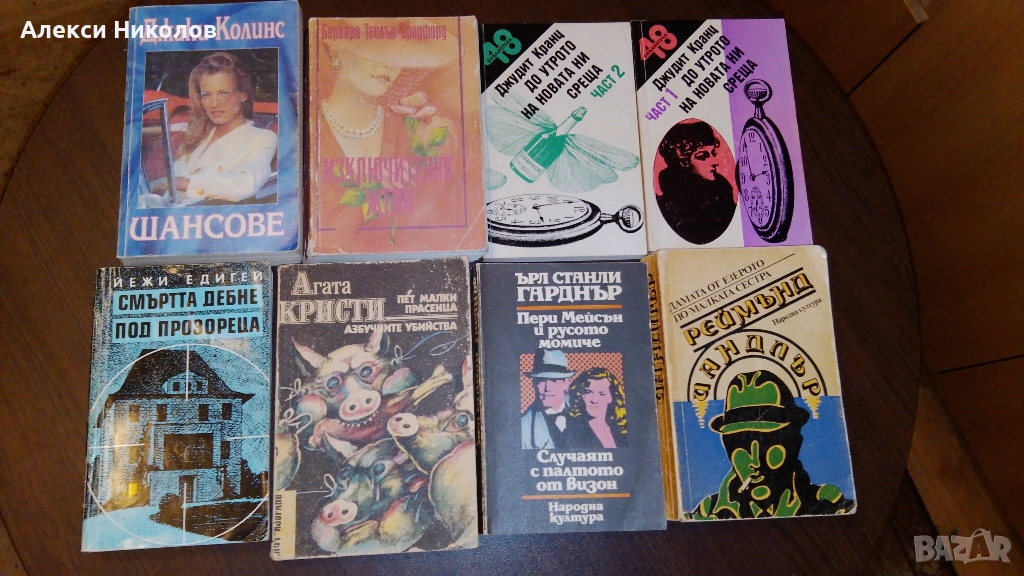 Алекси Николов
Джаки Колинс
ШАНСОВЕ
Барбара Тейлър Брадфорд
48
Джудит Кранц
ДО УТРОТО
НА НОВАТА НИ
СРЕЩА
ЧАСТ 2
48
Джудит Кранц
ДО УТРОТО
НА НОВАТА НИ
СРЕЩА
ЧАСТ 1
ЙЕЖИ ЕДИГЕЙ
СМЪРТТА ДЕБНЕ
ПОД ПРОЗОРЕЦА
Агата
КРИСТИ
ПЕТ МАЛКИ
ПРАСЕНЦА
АЗБУЧНИТЕ УБИЙСТВА
ЪРЛ СТАНЛИ
ГАРДНЪР
Пери Мейсън
и русото
момиче
Случаят
с палтото
от визон
Народна
култура
ДАМАТА ОТ ЕЗЕРОТО
ПО-МАЛКАТА СЕСТРА
РЕЙМЪНД
Народна култура
ЧАНДЛЪР
BAZAR